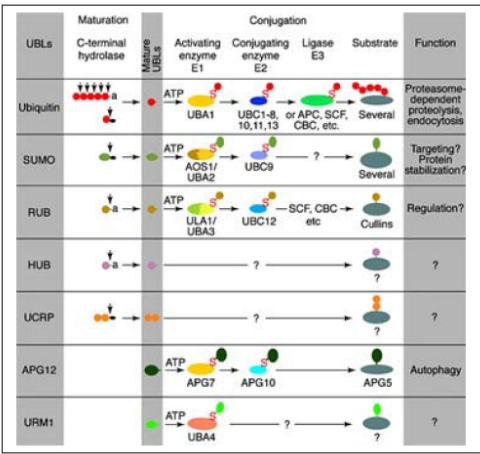 Maturation
Conjugation
UBLs
C-terminal
hydrolase
Mature
UBLs
Activating
enzyme
E1
Conjugating
enzyme
E2
Ligase
E3
Substrate
Function
Ubiquitin
a
ATP
S
UBA1
S
UBC1-8,
10,11,13
S
or APC, SCF,
CBC, etc.
Several
Proteasome-
dependent
proteolysis,
endocytosis
SUMO
ATP
S
AOS1/
UBA2
S
UBC9
?
Several
Targeting?
Protein
stabilization?
RUB
a
ATP
S
ULA1/
UBA3
S
UBC12
SCF, CBC
etc
Cullins
Regulation?
HUB
a
?
?
?
UCRP
?
?
?
APG12
ATP
S
APG7
S
APG10
APG5
Autophagy
URM1
ATP
S
UBA4
?
?
?